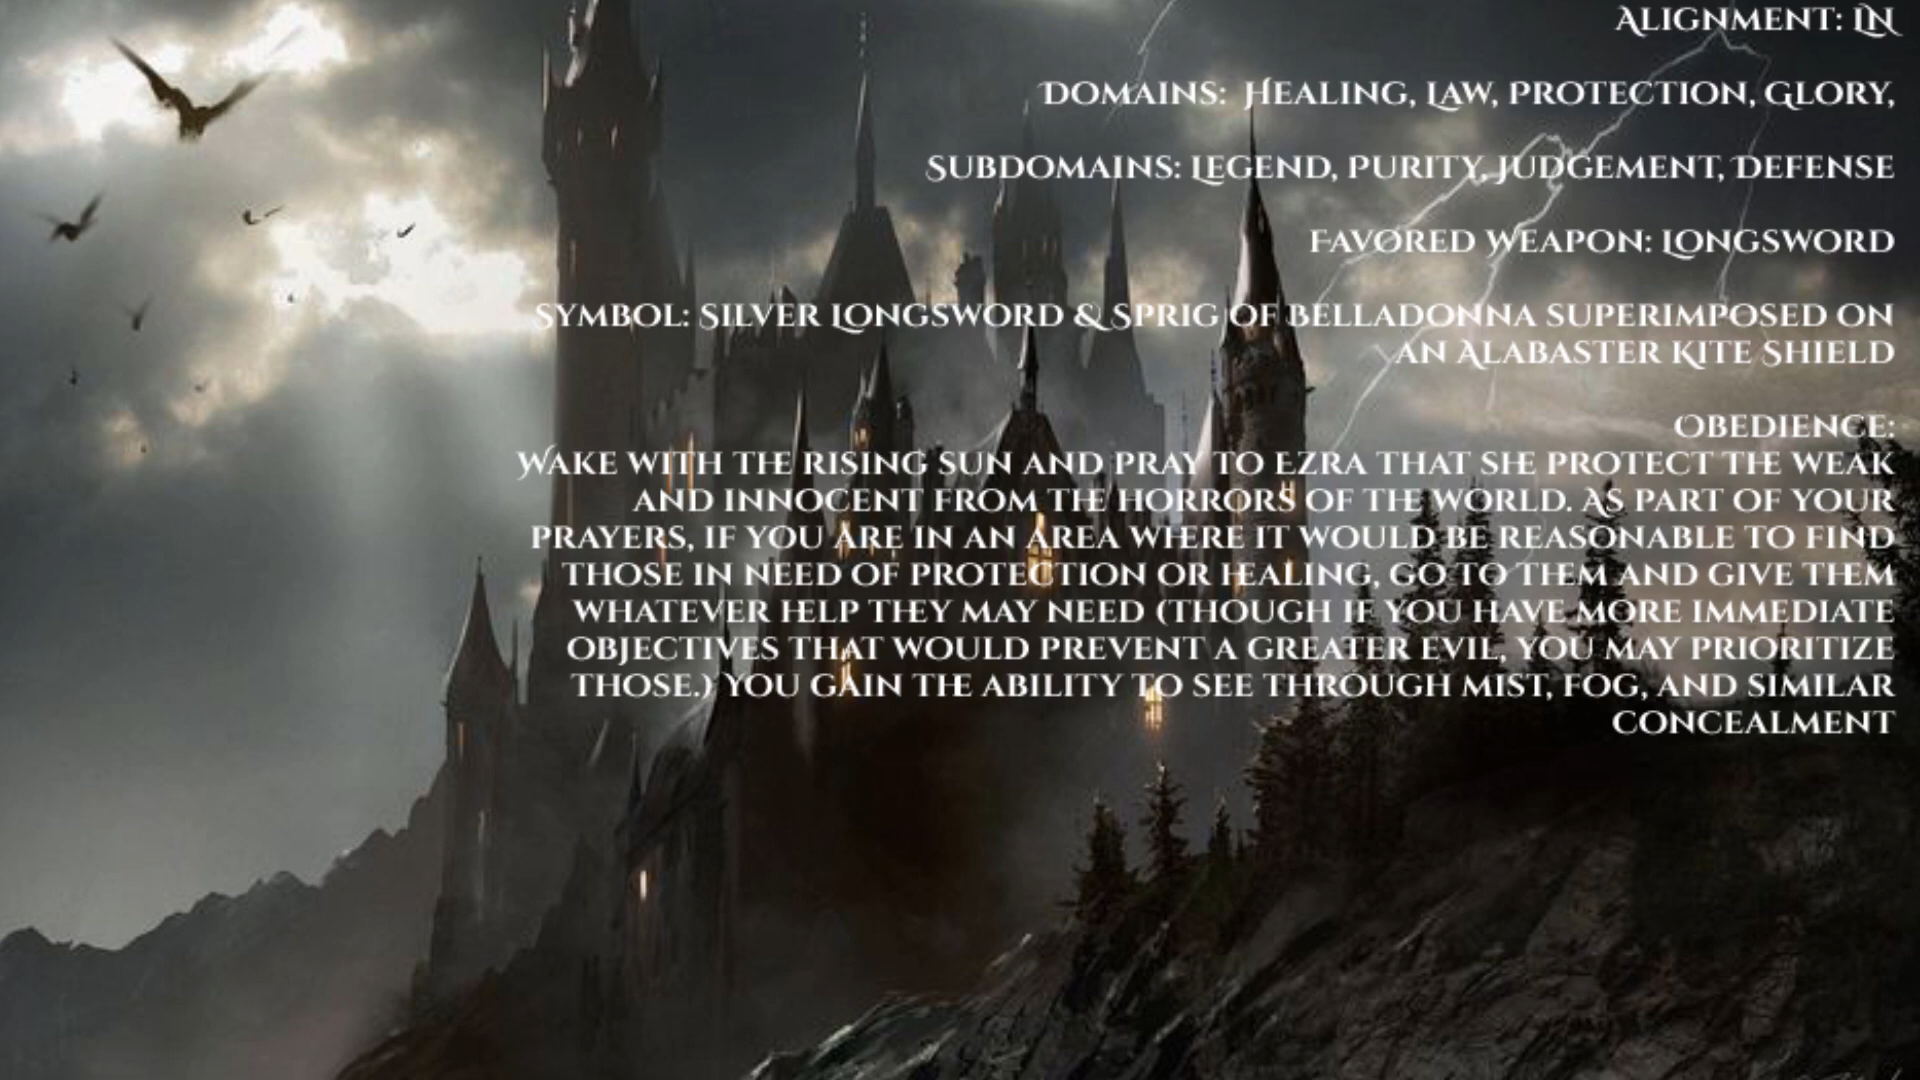 Alignment: LN
Domains: Healing, Law, Protection, Glory,
Subdomains: Legend, Purity, Judgement, Defense
Favored Weapon: Longsword
Symbol: Silver Longsword & Sprig of Belladonna superimposed on
an Alabaster Kite Shield
Obedience:
Wake with the rising sun and pray to Ezra that she protect the weak
and innocent from the horrors of the world. As part of your
prayers, if you are in an area where it would be reasonable to find
those in need of protection or healing, go to them and give them
whatever help they may need (though if you have more immediate
objectives that would prevent a greater evil, you may prioritize
those.) You gain the ability to see through mist, fog, and similar
concealment